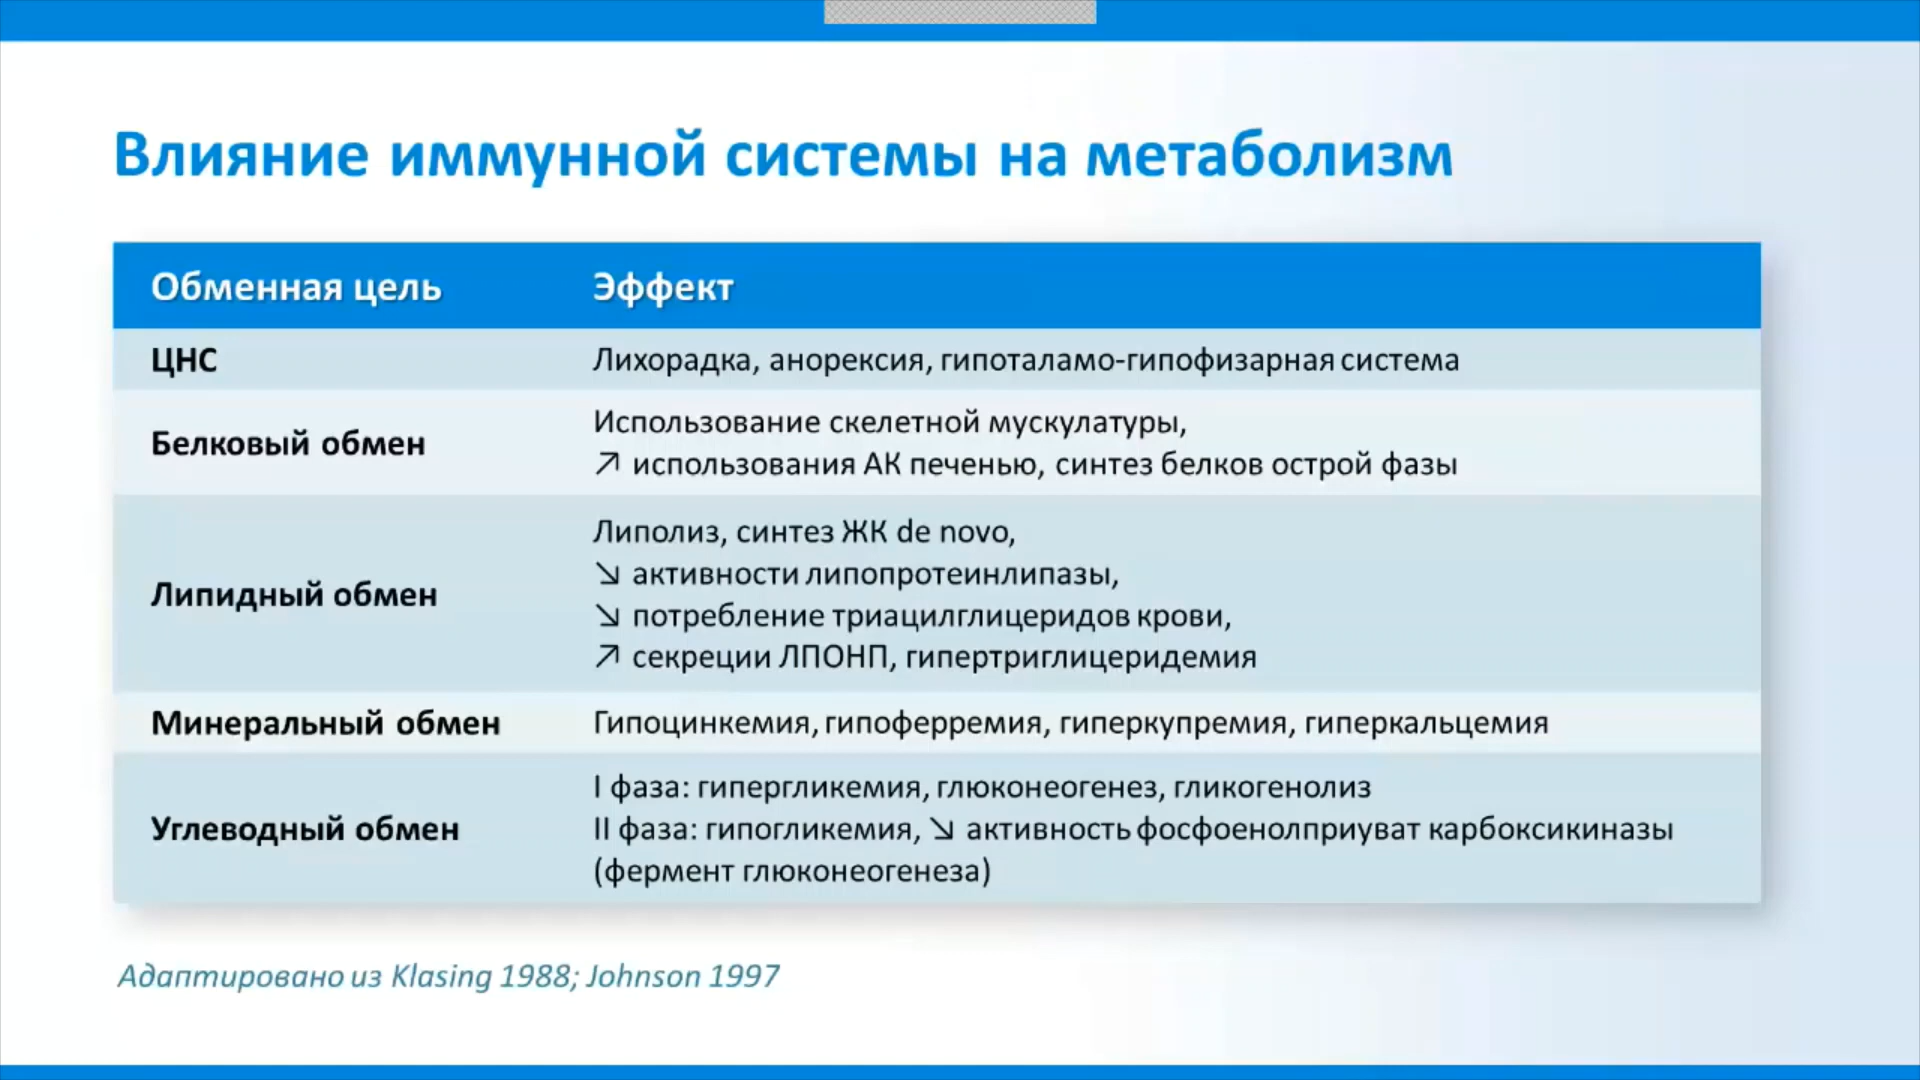 Влияние иммунной системы на метаболизм
Обменная цель Эффект
ЦНС Лихорадка, анорексия, гипоталамо-гипофизарная система
Белковый обмен
Использование скелетной мускулатуры,
↗ использования АК печенью, синтез белков острой фазы
Липидный обмен
Липолиз, синтез ЖК de novo,
↘ активности липопротеинлипазы,
↘ потребление триацилглицеридов крови,
↗ секреции ЛПОНП, гипертриглицеридемия
Минеральный обмен Гипоцинкемия, гипоферремия, гиперкупремия, гиперкальцемия
Углеводный обмен
I фаза: гипергликемия, глюконеогенез, гликогенолиз
II фаза: гипогликемия, ↘ активность фосфоенолприуват карбоксикиназы
(фермент глюконеогенеза)
Адаптировано из Klasing 1988; Johnson 1997